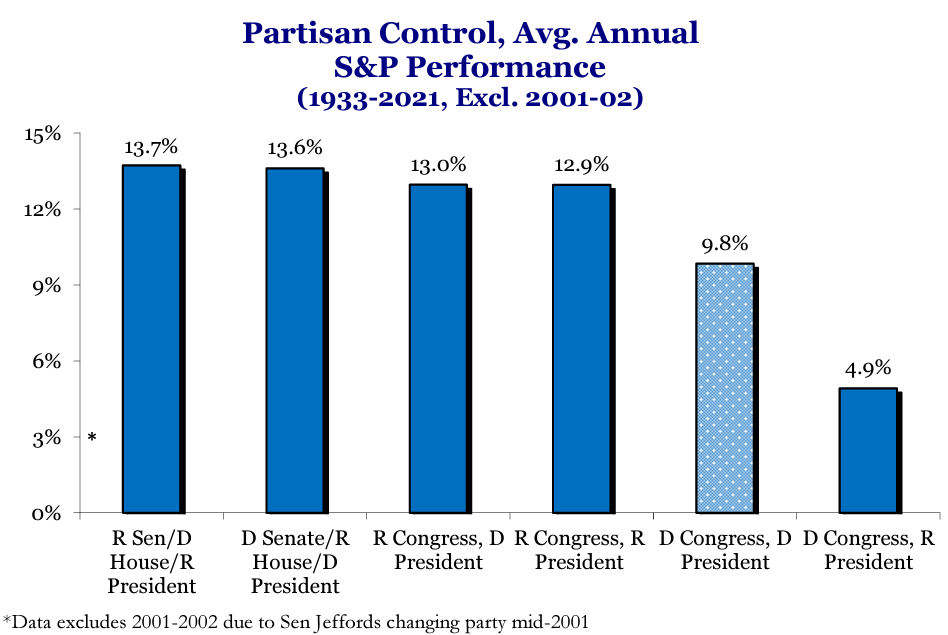 Partisan Control, Avg. Annual
S&P Performance
(1933-2021, Excl. 2001-02)
15%
12%
9%
6%
3%
0%
*
13.7%
13.6%
13.0%
12.9%
9.8%
4.9%
R Sen/D
House/R
President
D Senate/R
House/D
President
R Congress, D
President
R Congress, R
President
D Congress, D
President
D Congress, R
President
*Data excludes 2001-2002 due to Sen Jeffords changing party mid-2001